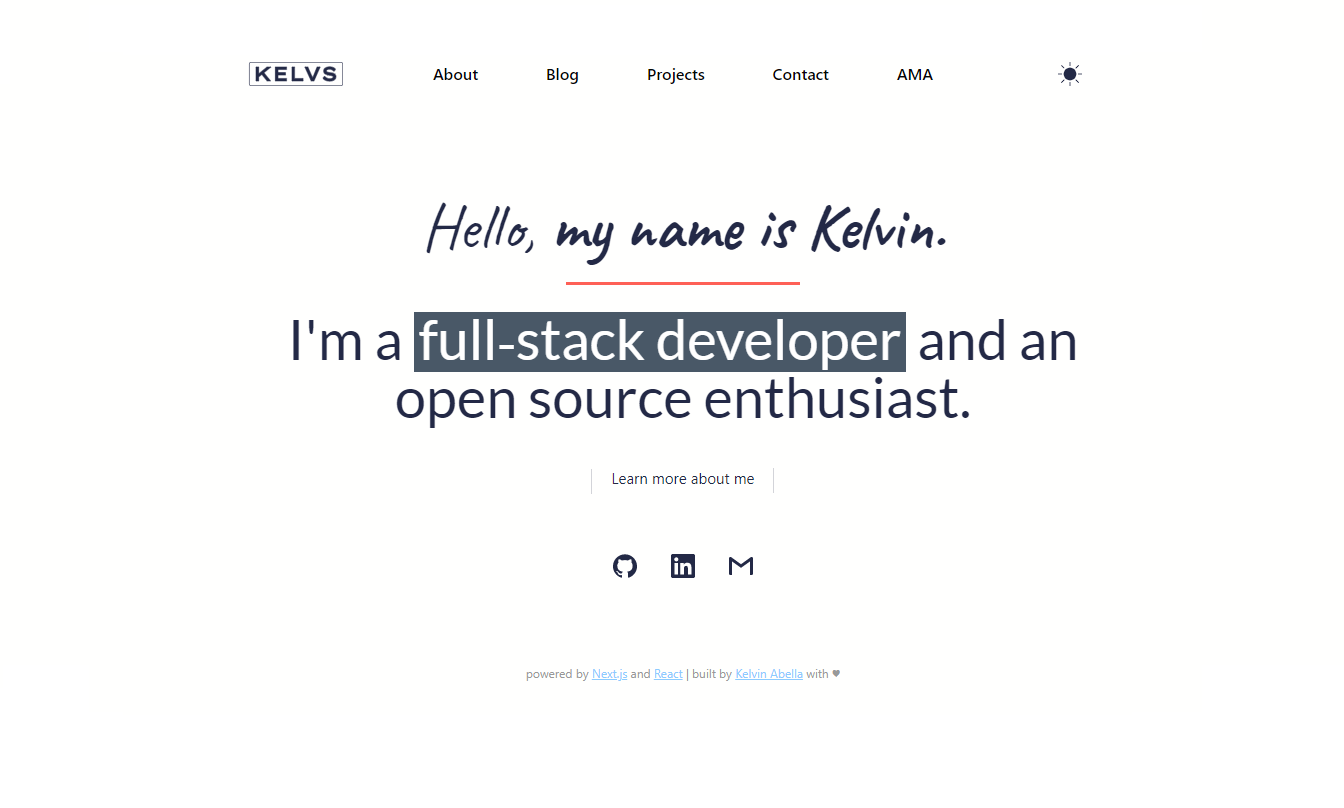 KELVS
About Blog Projects Contact AMA
Hello, my name is Kelvin.
I'm a full-stack developer and an
open source enthusiast.
Learn more about me
powered by Next.js and React | built by Kelvin Abella with ♥